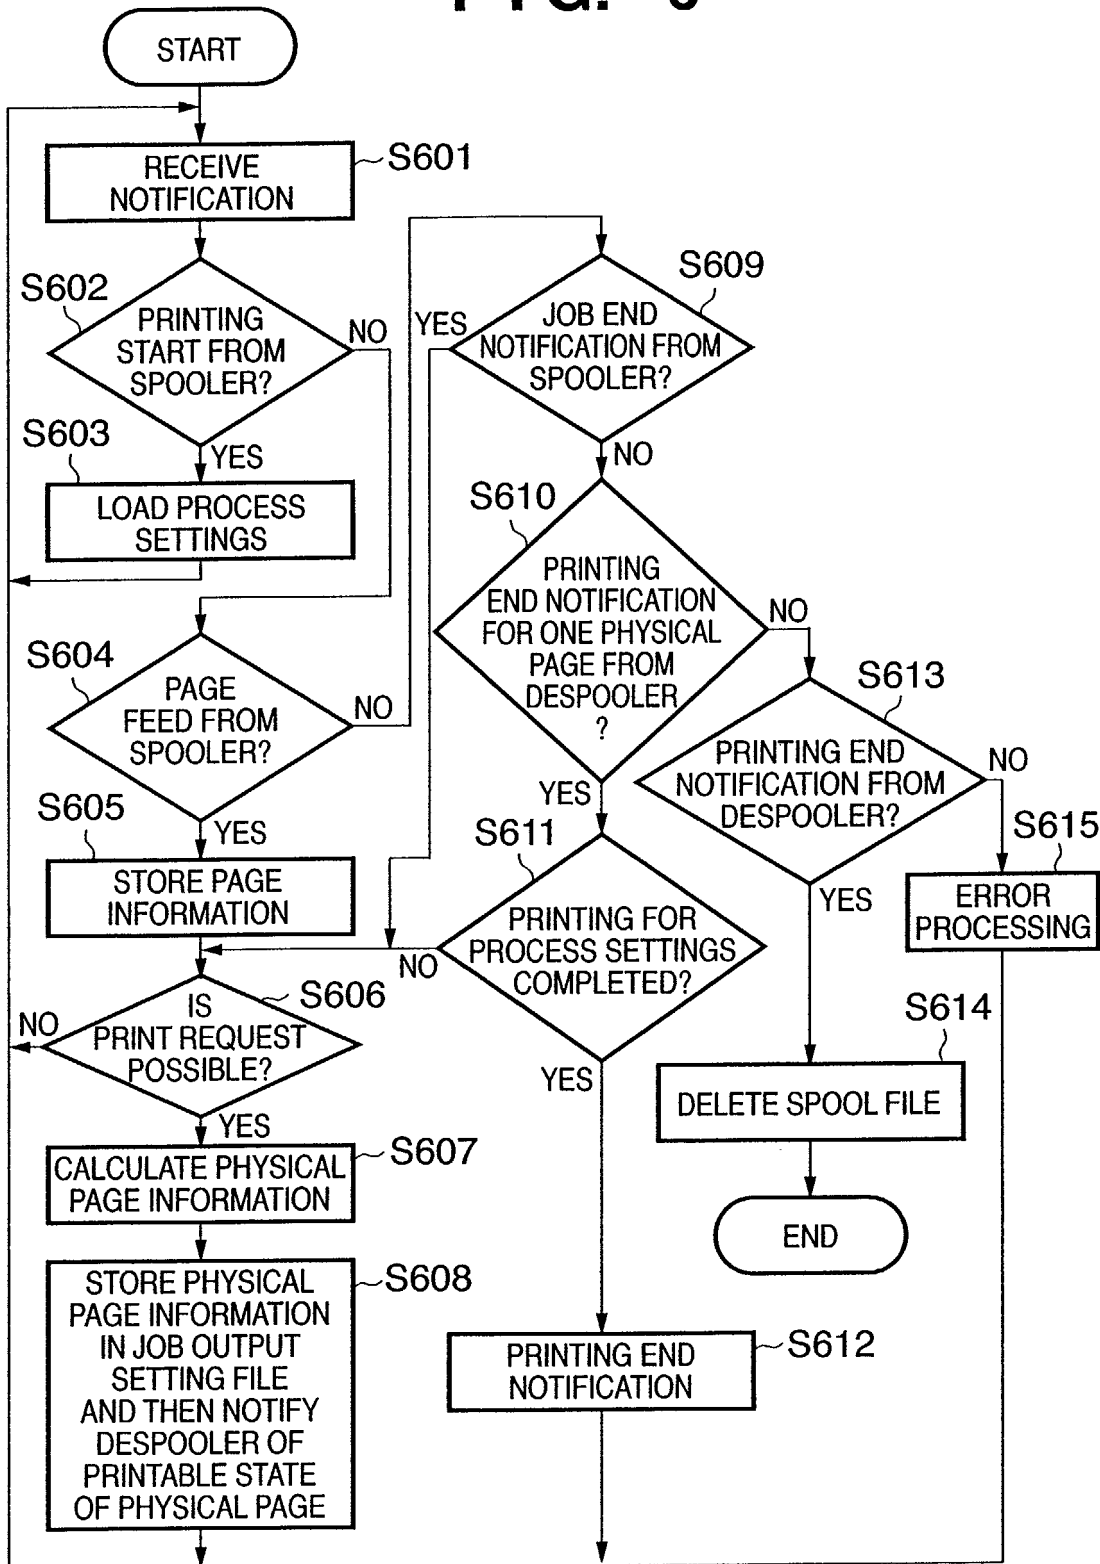 FIG. 6
START
RECEIVE
NOTIFICATION
S601
S602
PRINTING
START FROM
SPOOLER?
NO
YES
S603
LOAD PROCESS
SETTINGS
S604
PAGE
FEED FROM
SPOOLER?
NO
YES
S605
STORE PAGE
INFORMATION
S606
IS
PRINT REQUEST
POSSIBLE?
NO
YES
CALCULATE PHYSICAL
PAGE INFORMATION
S607
STORE PHYSICAL
PAGE INFORMATION
IN JOB OUTPUT
SETTING FILE
AND THEN NOTIFY
DESPOOLER OF
PRINTABLE STATE
OF PHYSICAL PAGE
S608
S609
YES
JOB END
NOTIFICATION FROM
SPOOLER?
NO
S610
PRINTING
END NOTIFICATION
FOR ONE PHYSICAL
PAGE FROM
DESPOOLER
?
NO
YES
S611
PRINTING FOR
PROCESS SETTINGS
COMPLETED?
NO
YES
PRINTING END
NOTIFICATION
S612
S613
PRINTING END
NOTIFICATION FROM
DESPOOLER?
NO
YES
S614
DELETE SPOOL FILE
END
S615
ERROR
PROCESSING